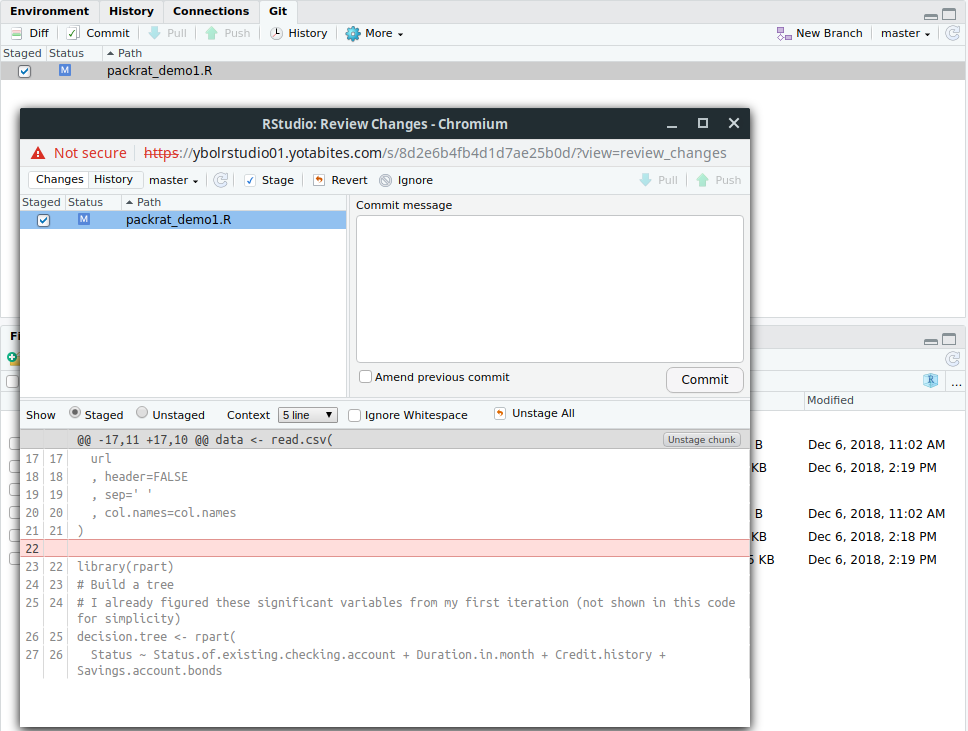 Environment History Connections Git
Diff Commit Pull Push History More New Branch master
Staged Status Path
M packrat_demo1.R
RStudio: Review Changes - Chromium
Not secure https://ybolrstudio01.yotabites.com/s/8d2e6b4fb4d1d7ae25b0d/?view=review_changes
Changes History master Stage Revert Ignore Pull Push
Staged Status Path
M packrat_demo1.R
Commit message
Amend previous commit Commit
Show Staged Unstaged Context 5 line Ignore Whitespace Unstage All
@@ -17,11 +17,10 @@ data <- read.csv( Unstage chunk
17 17 url
18 18 , header=FALSE
19 19 , sep=' '
20 20 , col.names=col.names
21 21 )
22
23 22 library(rpart)
24 23 # Build a tree
25 24 # I already figured these significant variables from my first iteration (not shown in this code
for simplicity)
26 25 decision.tree <- rpart(
27 26 Status ~ Status.of.existing.checking.account + Duration.in.month + Credit.history +
Savings.account.bonds
R ...
Modified
B Dec 6, 2018, 11:02 AM
KB Dec 6, 2018, 2:19 PM
B Dec 6, 2018, 11:02 AM
KB Dec 6, 2018, 2:18 PM
KB Dec 6, 2018, 2:19 PM